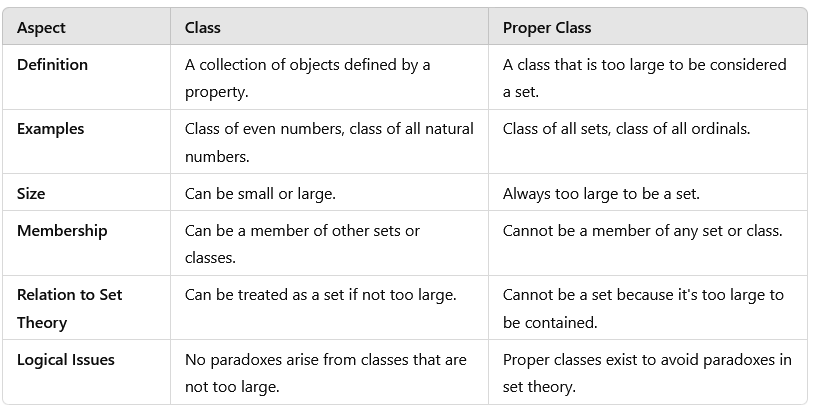 Aspect Class Proper Class
Definition A collection of objects defined by a A class that is too large to be considered
property. a set.
Examples Class of even numbers, class of all natural Class of all sets, class of all ordinals.
numbers.
Size Can be small or large. Always too large to be a set.
Membership Can be a member of other sets or Cannot be a member of any set or class.
classes.
Relation to Set Can be treated as a set if not too large. Cannot be a set because it's too large to
Theory be contained.
Logical Issues No paradoxes arise from classes that are Proper classes exist to avoid paradoxes in
not too large. set theory.